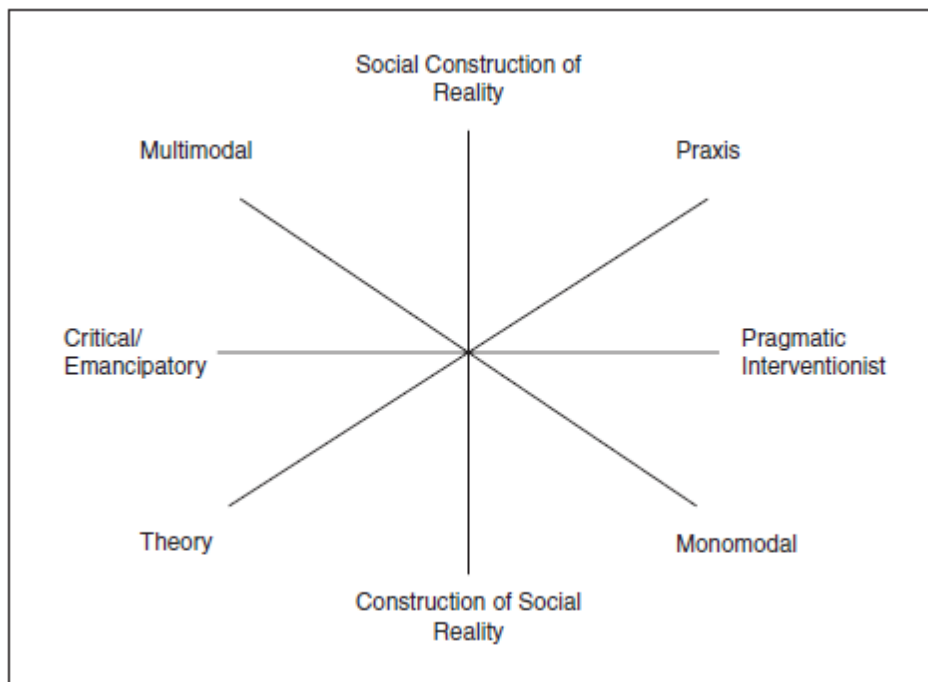 Social Construction of
Reality
Multimodal
Praxis
Critical/
Emancipatory
Pragmatic
Interventionist
Theory
Monomodal
Construction of Social
Reality